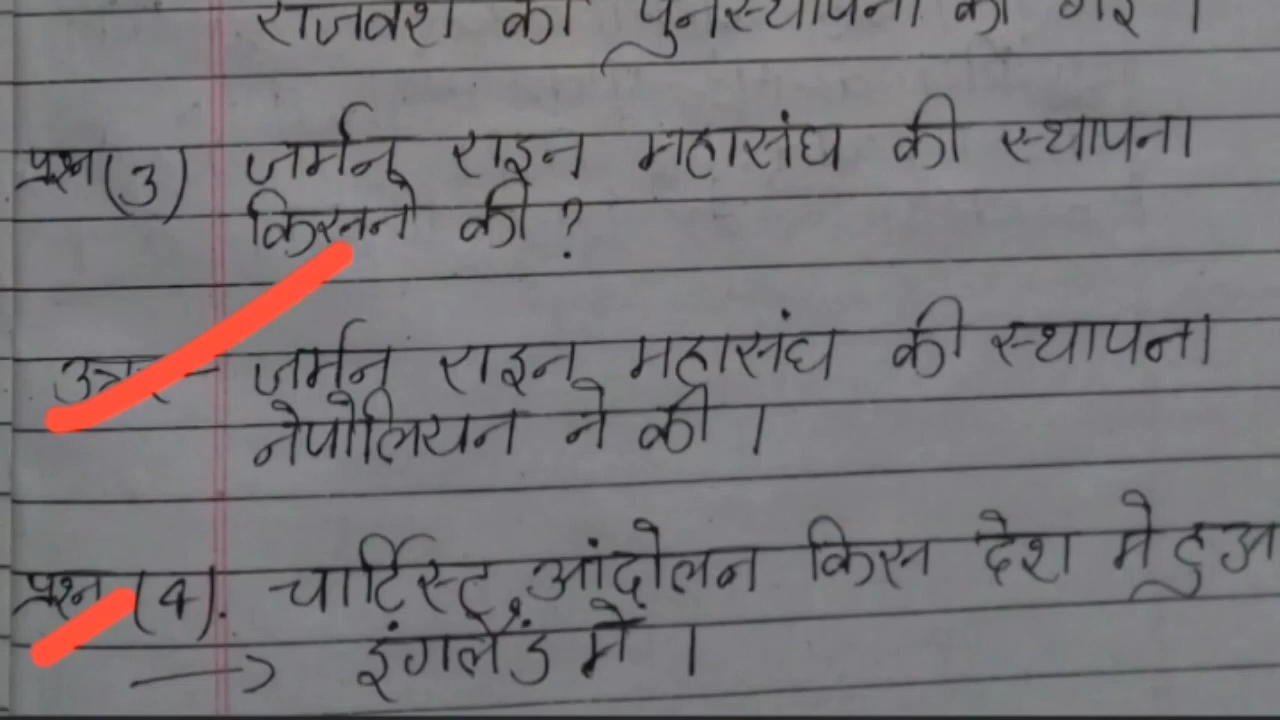 राजवंश की पुनर्स्थापना की गई ।
प्रश्न (3) जर्मन राइन महासंघ की स्थापना
किसने की ?
उत्तर - जर्मन राइन महासंघ की स्थापना
नेपोलियन ने की ।
प्रश्न (4). चार्टिस्ट आंदोलन किस देश मे हुआ
→ इंगलैंड में ।